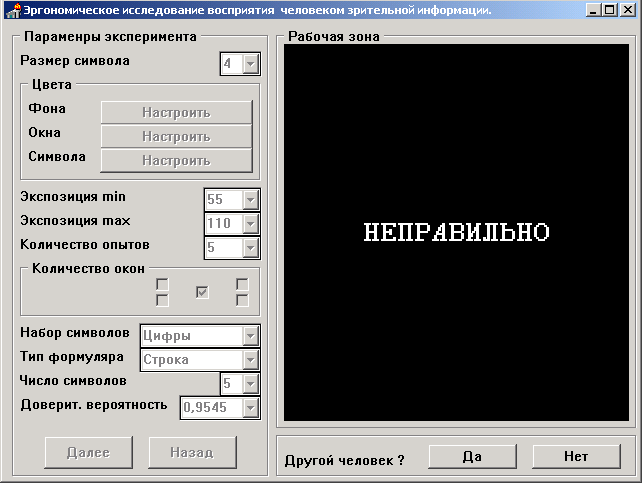 Эргономическое исследование восприятия человеком зрительной информации.
Параменры эксперимента
Размер символа 4
Цвета
Фона Настроить
Окна Настроить
Символа Настроить
Экспозиция min 55
Экспозиция max 110
Количество опытов 5
Количество окон
Набор символов Цифры
Тип формуляра Строка
Число символов 5
Доверит. вероятность 0,9545
Далее Назад
Рабочая зона
НЕПРАВИЛЬНО
Другой человек ? Да Нет